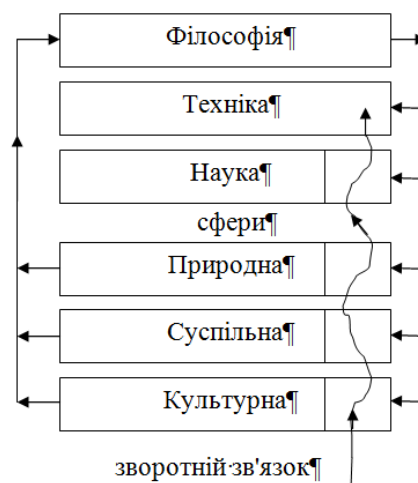 Філософія¶
Техніка¶
Наука¶
сфери¶
Природна¶
Суспільна¶
Культурна¶
зворотній·зв'язок¶